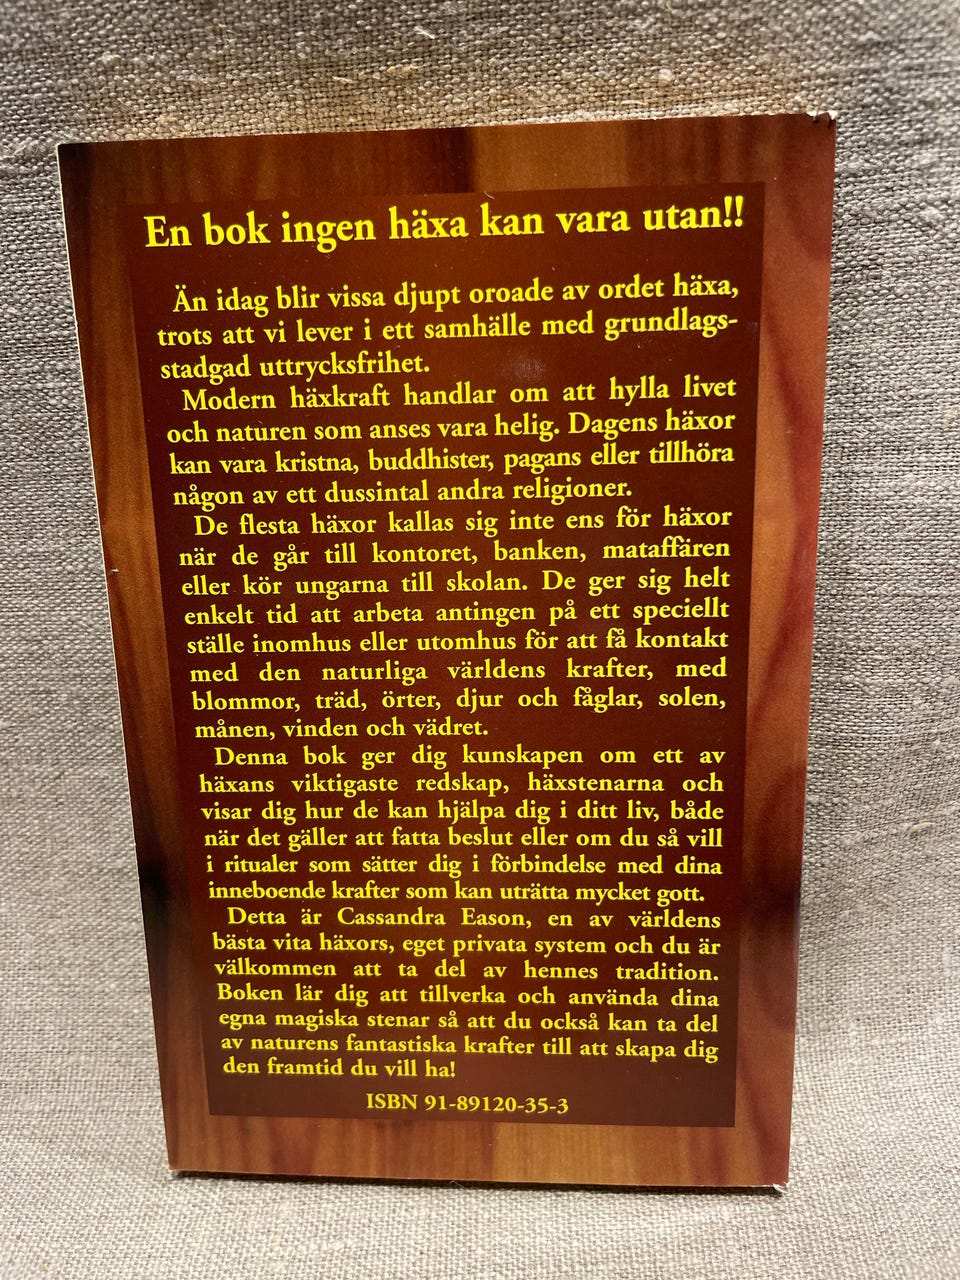 En bok ingen häxa kan vara utan!!
Än idag blir vissa djupt oroade av ordet häxa,
trots att vi lever i ett samhälle med grundlags-
stadgad uttrycksfrihet.
Modern häxkraft handlar om att hylla livet
och naturen som anses vara helig. Dagens häxor
kan vara kristna, buddhister, pagans eller tillhöra
någon av ett dussintal andra religioner.
De flesta häxor kallas sig inte ens för häxor
när de går till kontoret, banken, mataffären
eller kör ungarna till skolan. De ger sig helt
enkelt tid att arbeta antingen på ett speciellt
ställe inomhus eller utomhus för att få kontakt
med den naturliga världens krafter, med
blommor, träd, örter, djur och fåglar, solen,
månen, vinden och vädret.
Denna bok ger dig kunskapen om ett av
häxans viktigaste redskap, häxstenarna och
visar dig hur de kan hjälpa dig i ditt liv, både
när det gäller att fatta beslut eller om du så vill
i ritualer som sätter dig i förbindelse med dina
inneboende krafter som kan uträtta mycket gott.
Detta är Cassandra Eason, en av världens
bästa vita häxors, eget privata system och du är
välkommen att ta del av hennes tradition.
Boken lär dig att tillverka och använda dina
egna magiska stenar så att du också kan ta del
av naturens fantastiska krafter till att skapa dig
den framtid du vill ha!
ISBN 91-89120-35-3